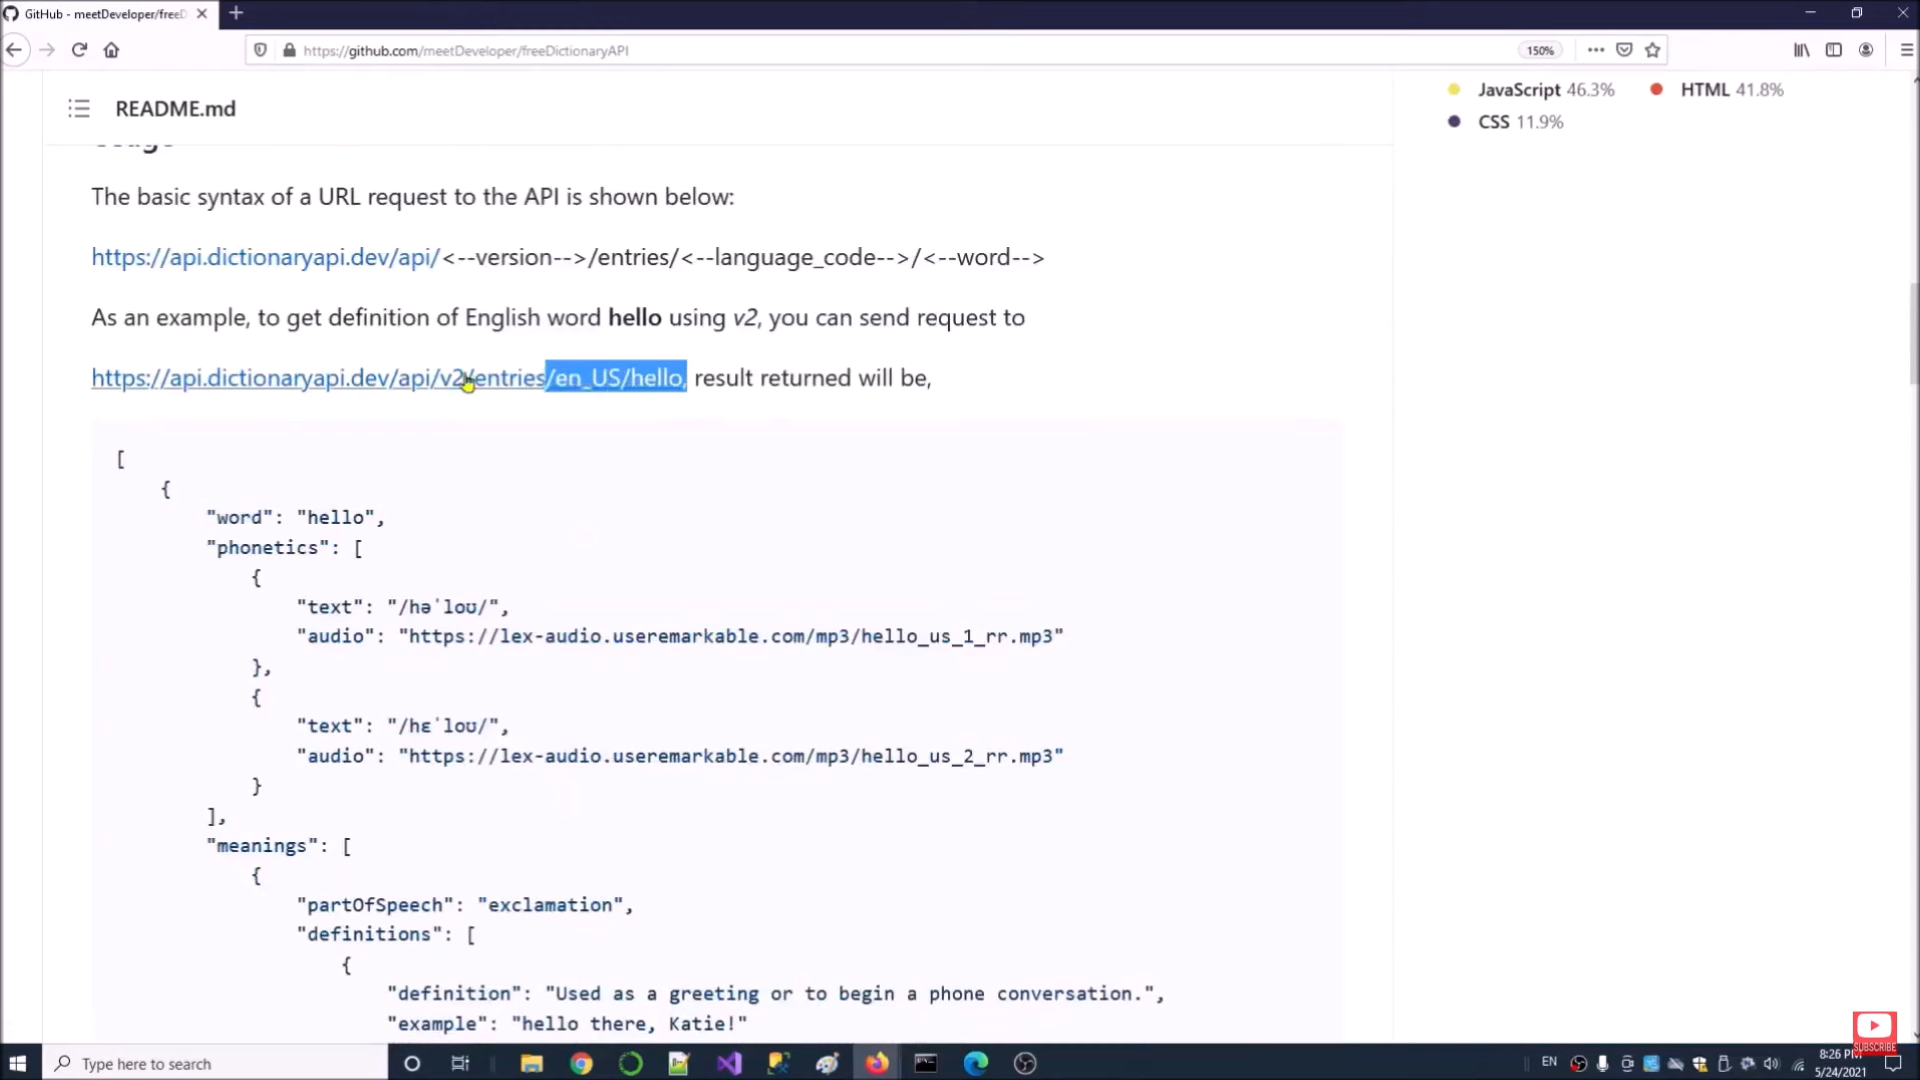 GitHub - meetDeveloper/freeD
https://github.com/meetDeveloper/freeDictionaryAPI
150%
README.md
JavaScript 46.3%
HTML 41.8%
CSS 11.9%
The basic syntax of a URL request to the API is shown below:
https://api.dictionaryapi.dev/api/<--version-->/entries/<--language_code-->/<--word-->
As an example, to get definition of English word hello using v2, you can send request to
https://api.dictionaryapi.dev/api/v2/entries/en_US/hello, result returned will be,
[
{
"word": "hello",
"phonetics": [
{
"text": "/həˈloʊ/",
"audio": "https://lex-audio.useremarkable.com/mp3/hello_us_1_rr.mp3"
},
{
"text": "/hɛˈloʊ/",
"audio": "https://lex-audio.useremarkable.com/mp3/hello_us_2_rr.mp3"
}
],
"meanings": [
{
"partOfSpeech": "exclamation",
"definitions": [
{
"definition": "Used as a greeting or to begin a phone conversation.",
"example": "hello there, Katie!"
SUBSCRIBE
Type here to search
EN
8:26 PM
5/24/2021